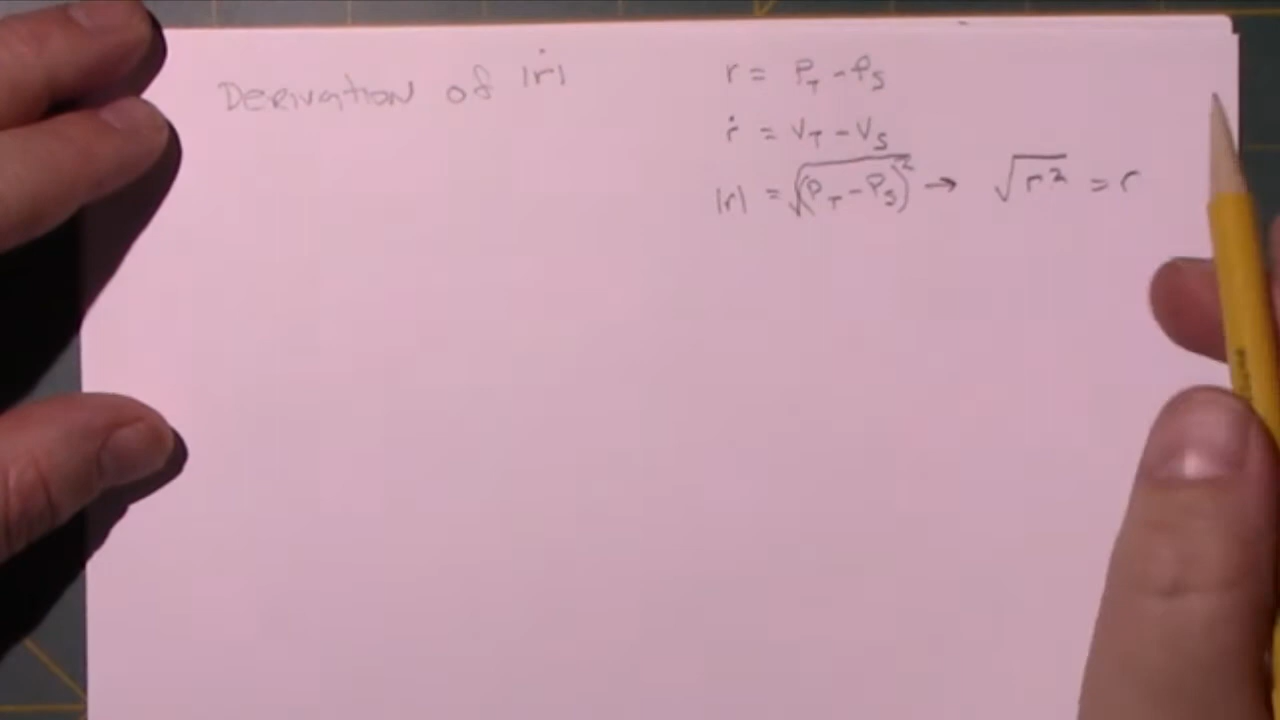 Derivation of |ṙ|
r = P_T - P_S
ṙ = V_T - V_S
|r| = √(P_T - P_S)² → √r² = r